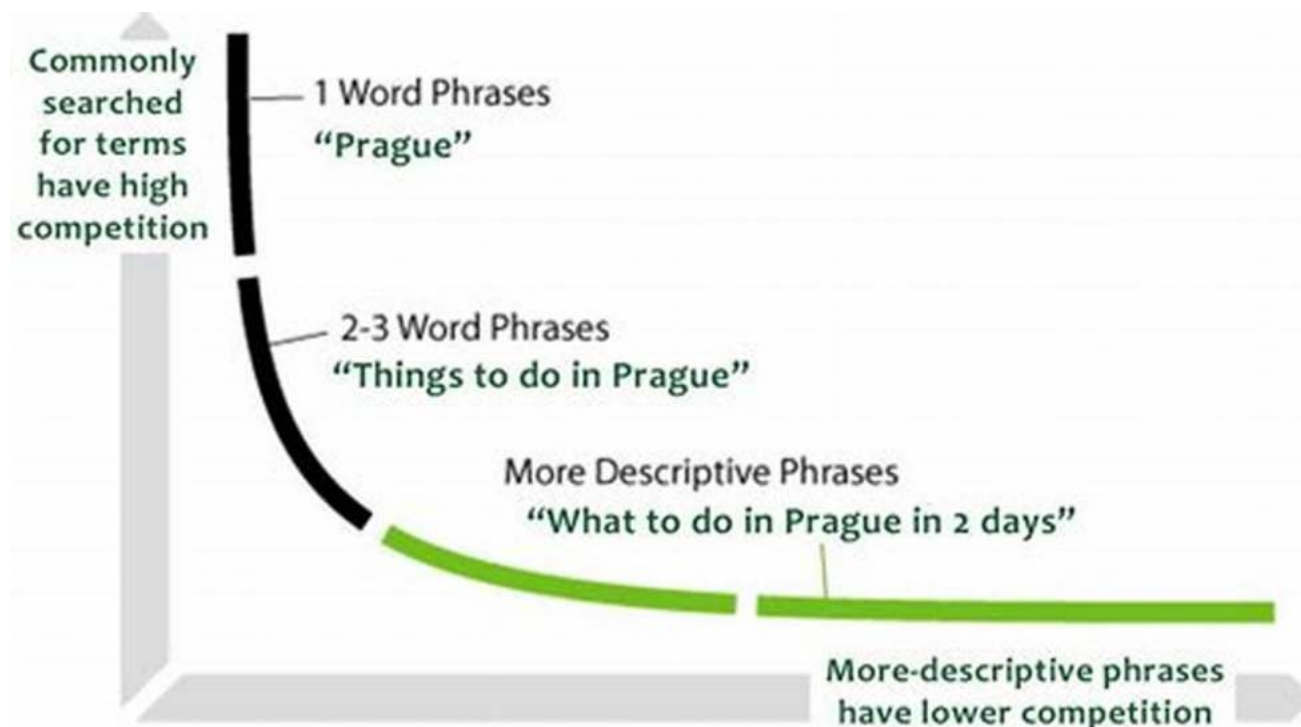 Commonly
searched
for terms
have high
competition
1 Word Phrases
“Prague”
2-3 Word Phrases
“Things to do in Prague”
More Descriptive Phrases
“What to do in Prague in 2 days”
More-descriptive phrases
have lower competition